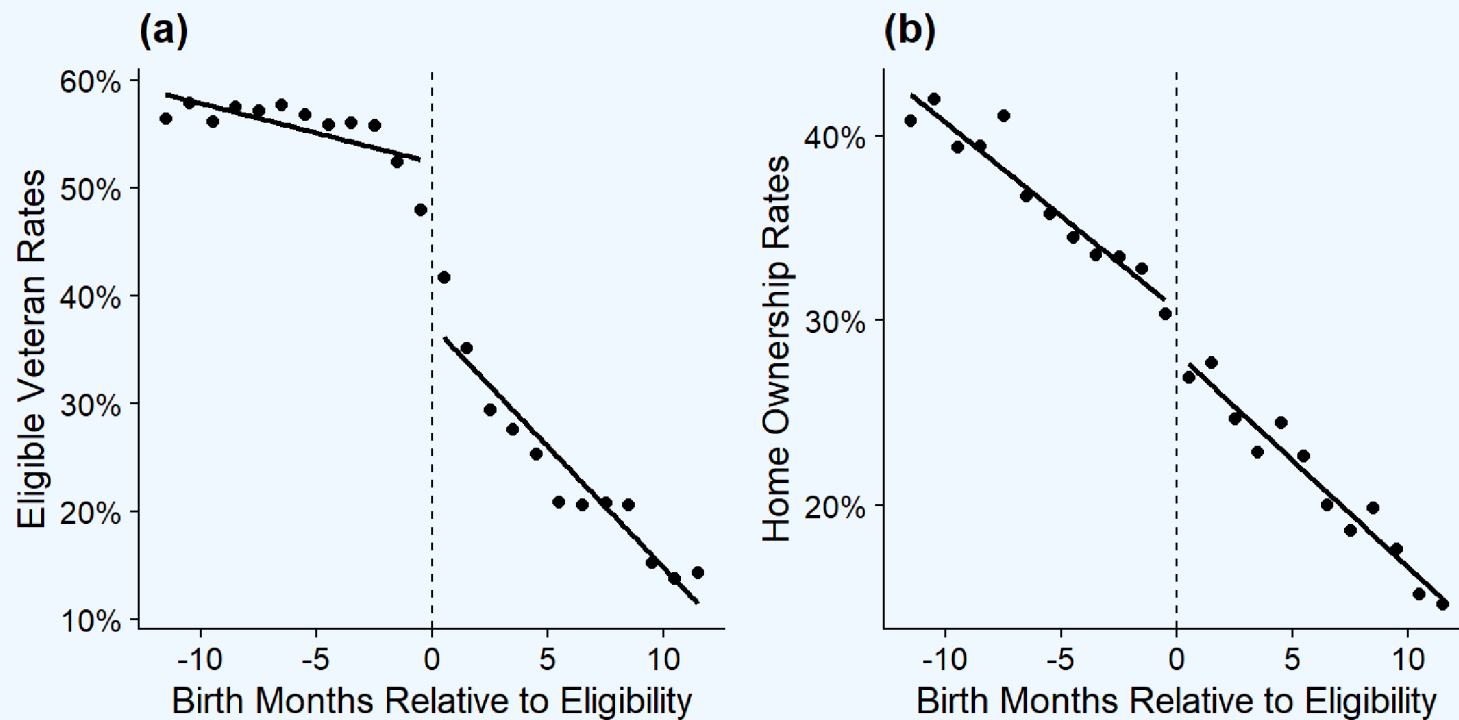 (a)
Eligible Veteran Rates
60%
50%
40%
30%
20%
10%
-10 -5 0 5 10
Birth Months Relative to Eligibility
(b)
Home Ownership Rates
40%
30%
20%
-10 -5 0 5 10
Birth Months Relative to Eligibility